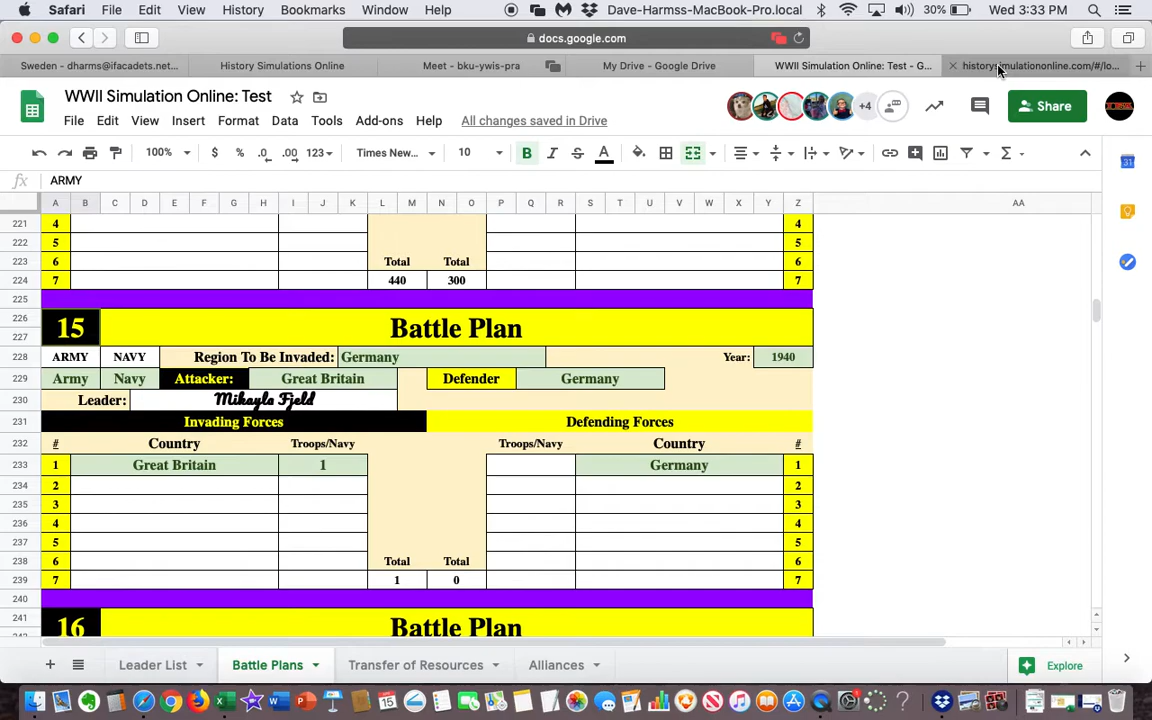 Safari File Edit View History Bookmarks Window Help Dave-Harmss-MacBook-Pro.local 30% Wed 3:33 PM
docs.google.com
Sweden - dharms@ifacadets.net... History Simulations Online Meet - bku-ywis-pra My Drive - Google Drive WWII Simulation Online: Test - G... historysimulationonline.com/#/lo...
WWII Simulation Online: Test
+4 Share
File Edit View Insert Format Data Tools Add-ons Help All changes saved in Drive
100% $ % .0 .00 123 Times New... 10 B I S A
fx ARMY
A B C D E F G H I J K L M N O P Q R S T U V W X Y Z AA
221 4 4
222 5 5
223 6 Total Total 6
224 7 440 300 7
225
226 15 Battle Plan
227
228 ARMY NAVY Region To Be Invaded: Germany Year: 1940
229 Army Navy Attacker: Great Britain Defender Germany
230 Leader: Mikayla Fjeld
231 Invading Forces Defending Forces
232 # Country Troops/Navy Troops/Navy Country #
233 1 Great Britain 1 Germany 1
234 2 2
235 3 3
236 4 4
237 5 5
238 6 Total Total 6
239 7 1 0 7
240
241 16 Battle Plan
Leader List Battle Plans Transfer of Resources Alliances Explore